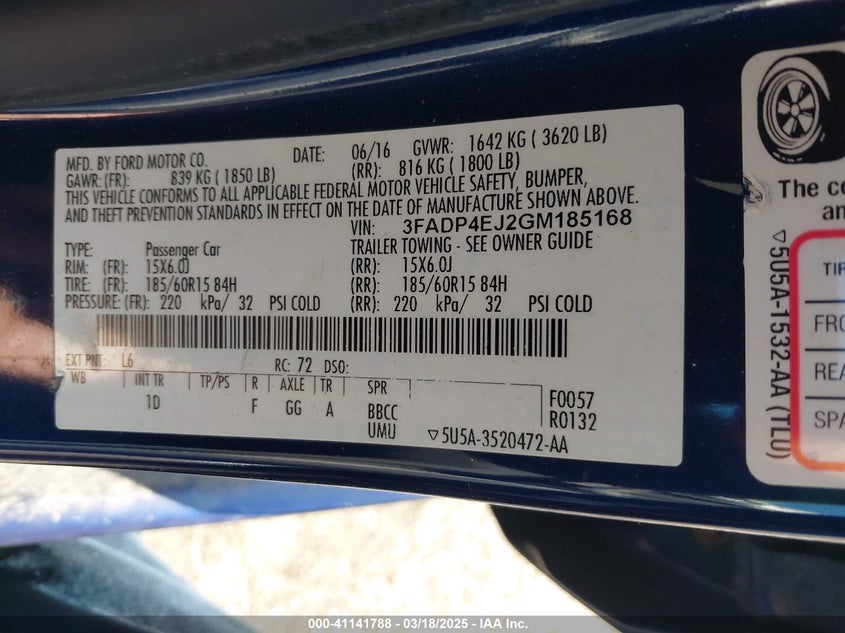 MFD. BY FORD MOTOR CO. DATE: 06/16 GVWR: 1642 KG ( 3620 LB)
GAWR: (FR): 839 KG ( 1850 LB) (RR): 816 KG ( 1800 LB)
THIS VEHICLE CONFORMS TO ALL APPLICABLE FEDERAL MOTOR VEHICLE SAFETY, BUMPER,
AND THEFT PREVENTION STANDARDS IN EFFECT ON THE DATE OF MANUFACTURE SHOWN ABOVE.
VIN: 3FADP4EJ2GM185168
TYPE: Passenger Car TRAILER TOWING - SEE OWNER GUIDE
RIM: (FR): 15X6.0J (RR): 15X6.0J
TIRE: (FR): 185/60R15 84H (RR): 185/60R15 84H
PRESSURE: (FR): 220 kPa/ 32 PSI COLD (RR): 220 kPa/ 32 PSI COLD
EXT PNT: L6 RC: 72 DSO:
WB INT TR TP/PS R AXLE TR SPR
1D F GG A BBCC F0057
UMU R0132
▽5U5A-3520472-AA
The co
an
▽5U5A-1532-AA (TLU)
TIR
FRO
REA
SPA
000-41141788 - 03/18/2025 - IAA Inc.